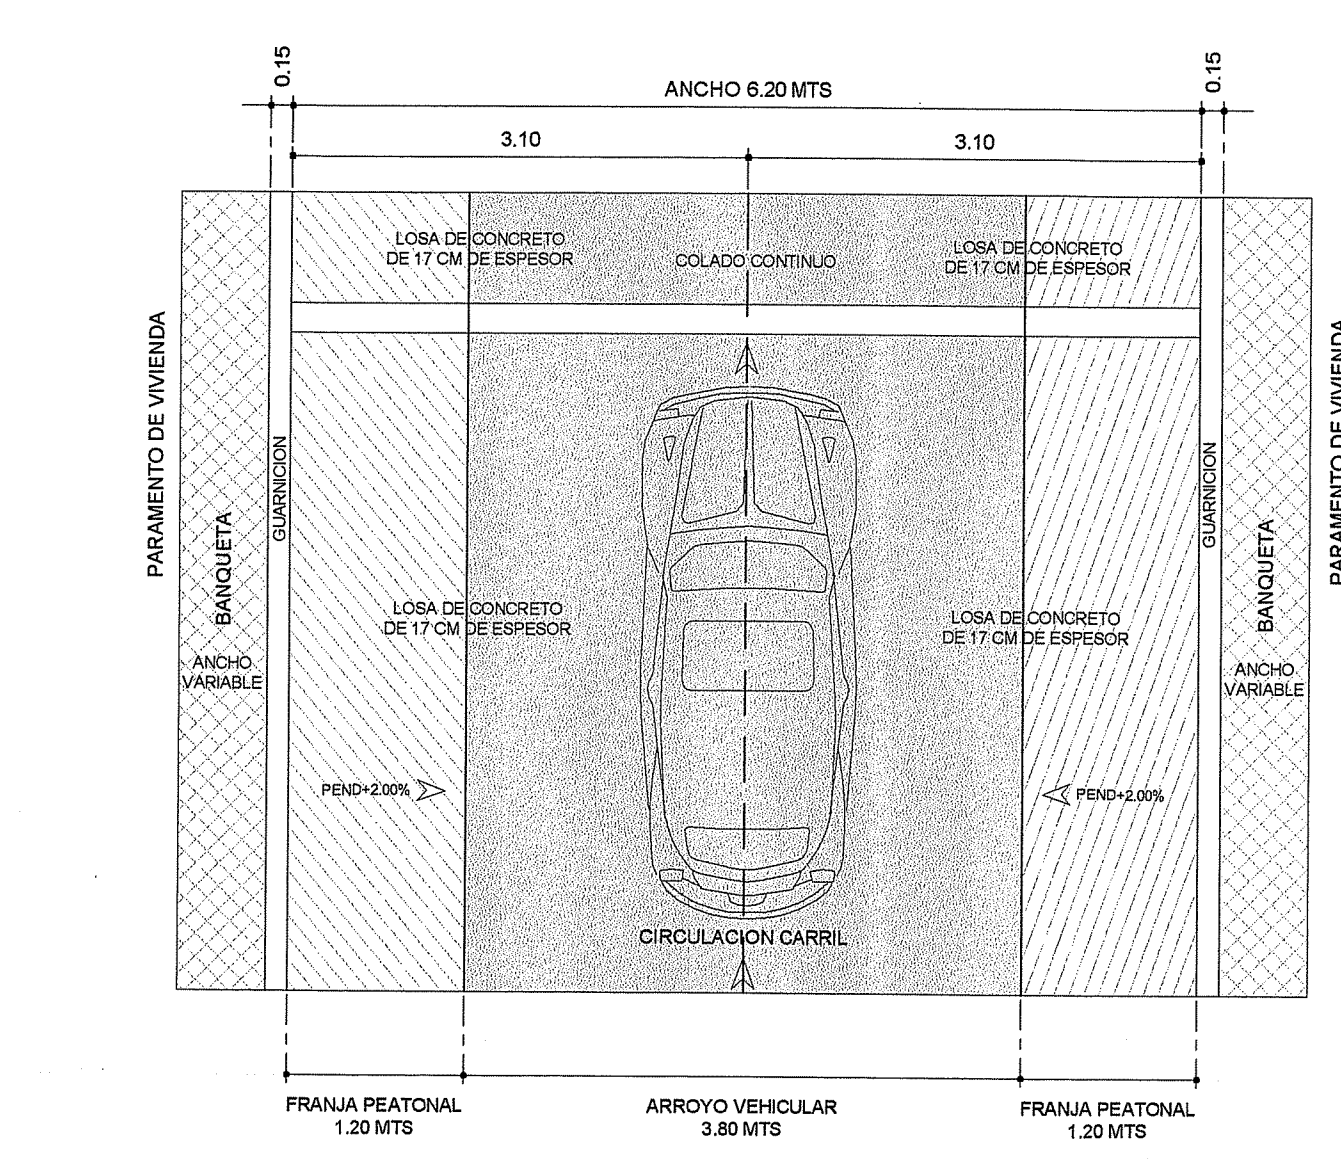 0.15
ANCHO 6.20 MTS
0.15
3.10
3.10
LOSA DE CONCRETO
DE 17 CM DE ESPESOR
COLADO CONTINUO
LOSA DE CONCRETO
DE 17 CM DE ESPESOR
PARAMENTO DE VIVIENDA
BANQUETA
GUARNICION
ANCHO
VARIABLE
LOSA DE CONCRETO
DE 17 CM DE ESPESOR
LOSA DE CONCRETO
DE 17 CM DE ESPESOR
GUARNICION
BANQUETA
PARAMENTO DE VIVIENDA
ANCHO
VARIABLE
PEND+2.00%
PEND+2.00%
CIRCULACION CARRIL
FRANJA PEATONAL
1.20 MTS
ARROYO VEHICULAR
3.80 MTS
FRANJA PEATONAL
1.20 MTS